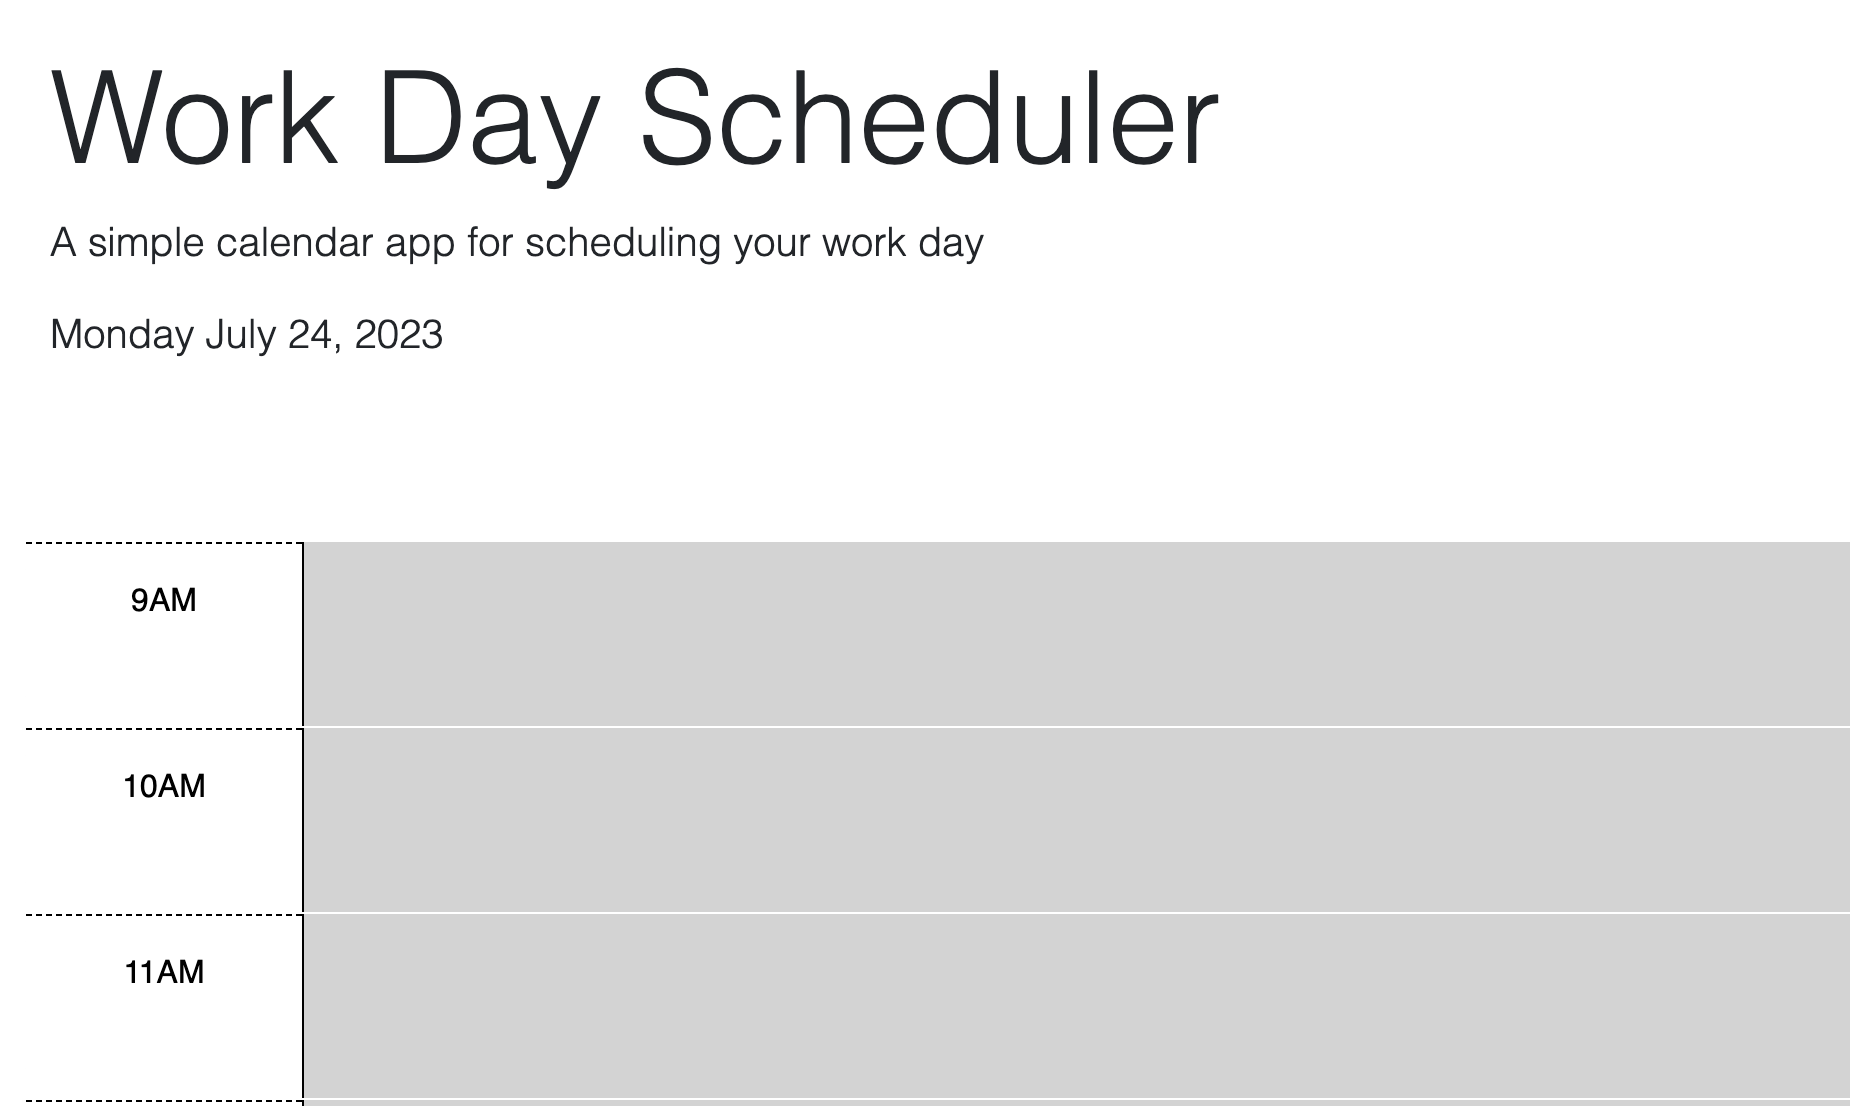 Work Day Scheduler
A simple calendar app for scheduling your work day
Monday July 24, 2023
9AM
10AM
11AM